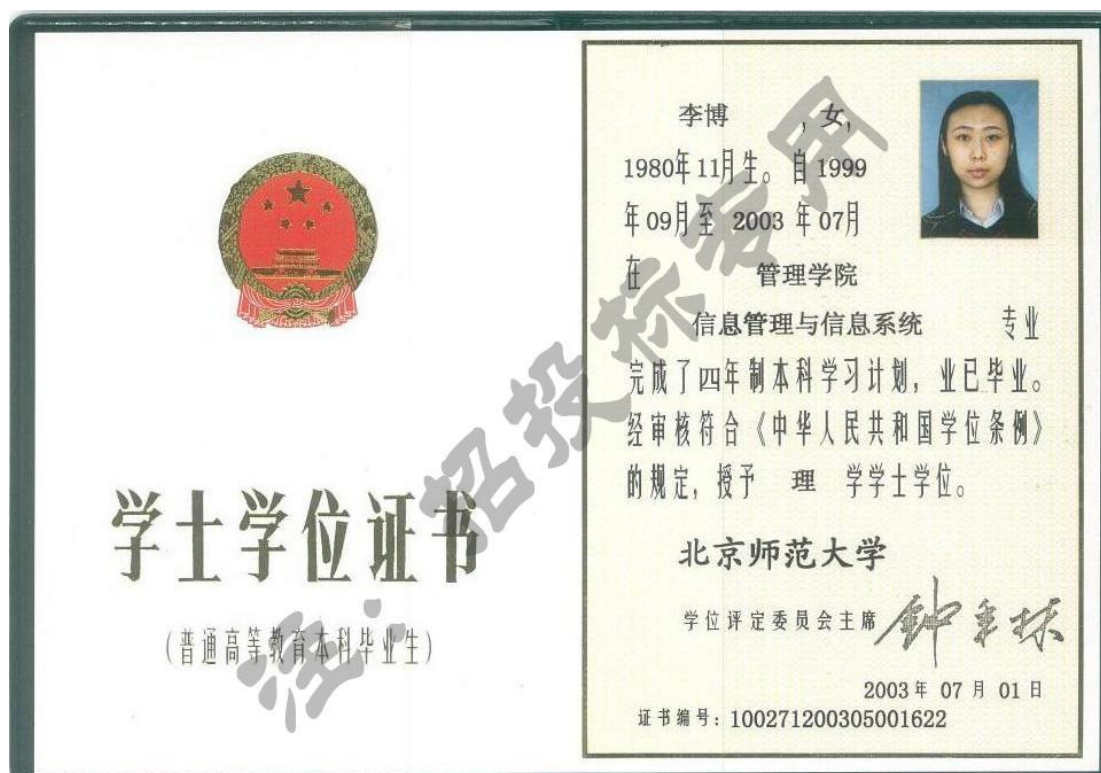 学士学位证书
(普通高等教育本科毕业生)
李博 ,女,
1980年11月生。自1999
年09月至 2003 年07月
在 管理学院
信息管理与信息系统 专业
完成了四年制本科学习计划,业已毕业。
经审核符合《中华人民共和国学位条例》
的规定,授予 理 学学士学位。
北京师范大学
学位评定委员会主席 钟秉林
2003年 07 月 01 日
证书编号:100271200305001622
注:招投标专用